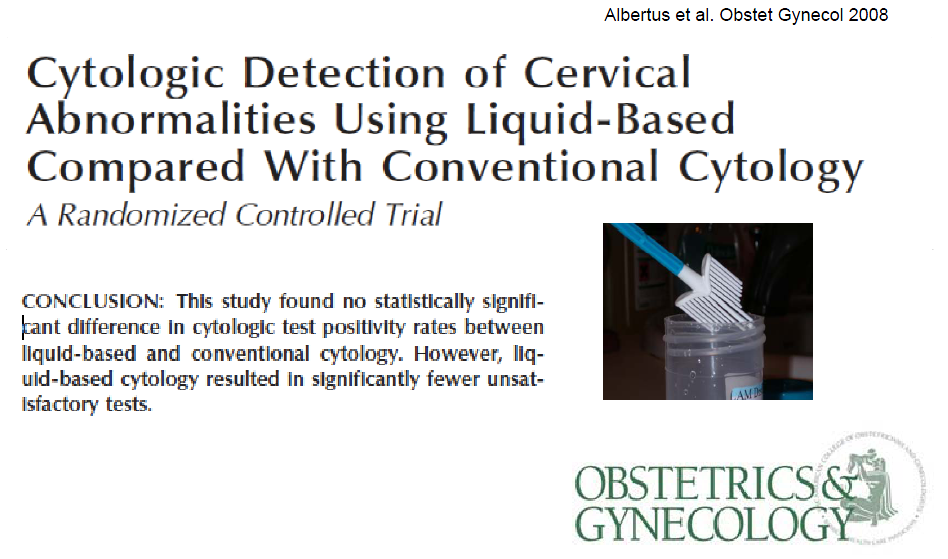 Albertus et al. Obstet Gynecol 2008
Cytologic Detection of Cervical
Abnormalities Using Liquid-Based
Compared With Conventional Cytology
A Randomized Controlled Trial
CONCLUSION: This study found no statistically signifi-
cant difference in cytologic test positivity rates between
liquid-based and conventional cytology. However, liq-
uid-based cytology resulted in significantly fewer unsat-
isfactory tests.
OBSTETRICS&
GYNECOLOGY